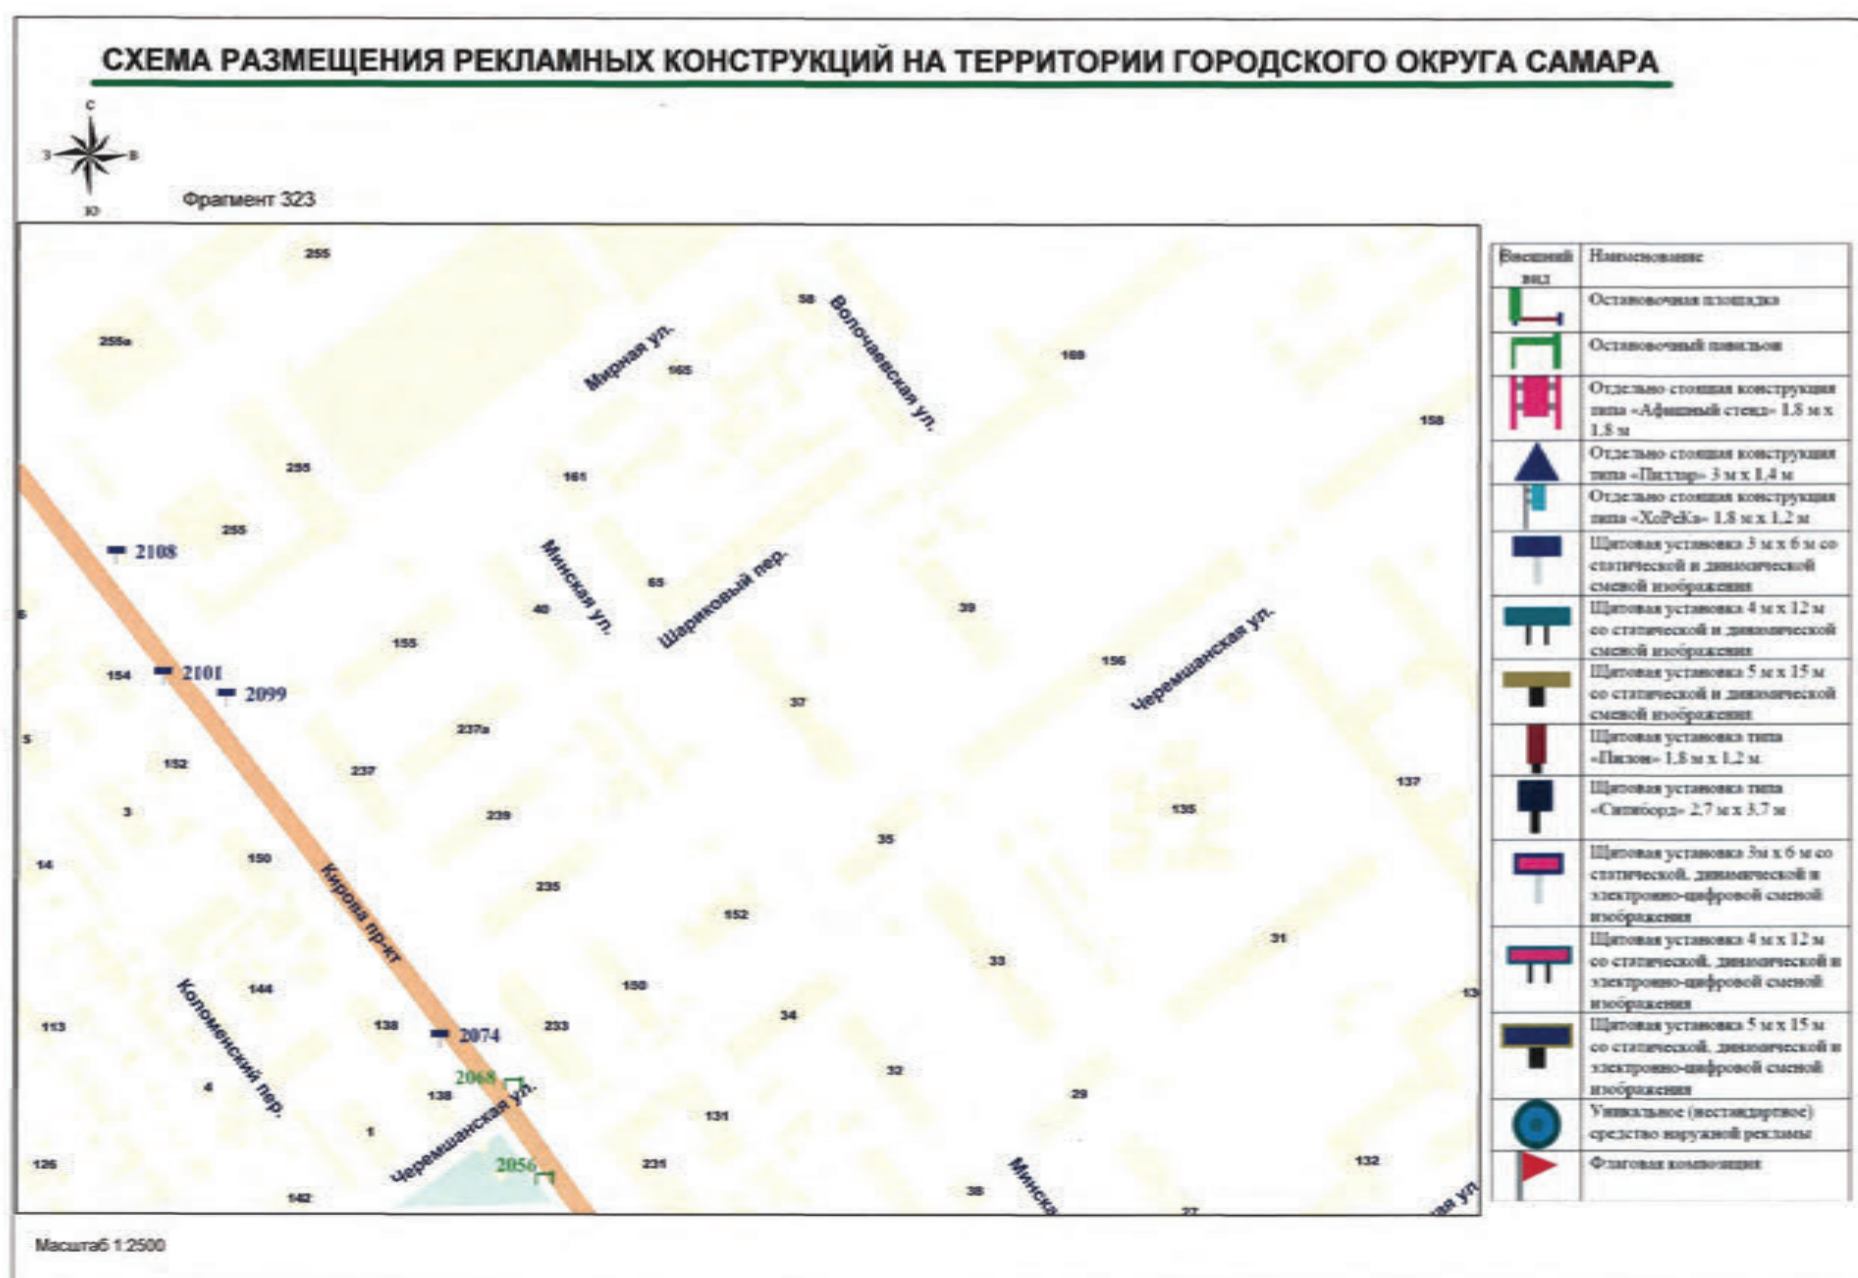 СХЕМА РАЗМЕЩЕНИЯ РЕКЛАМНЫХ КОНСТРУКЦИЙ НА ТЕРРИТОРИИ ГОРОДСКОГО ОКРУГА САМАРА
С
З
В
Ю
Фрагмент 323
255
58
Волочаевская ул.
255а
Мирная ул.
165
169
158
255
161
255
2108
Минская ул.
65
Шариковый пер.
40
39
6
155
156
Черемшанская ул.
154
2101
2099
37
5
237а
152
237
137
3
239
135
35
14
150
Кирова пр-кт
235
152
31
33
Коломенский пер.
144
150
13
34
113
138
233
2074
32
2068
4
138
29
131
Черемшанская ул.
1
126
2056
231
132
142
38
Минска
27
ая ул
Внешний вид
Наименование
Остановочная площадка
Остановочный павильон
Отдельно стоящая конструкция
типа «Афишный стенд» 1,8 м х
1,8 м
Отдельно стоящая конструкция
типа «Пиллар» 3 м х 1,4 м
Отдельно стоящая конструкция
типа «ХоРеКа» 1,8 м х 1,2 м
Щитовая установка 3 м х 6 м со
статической и динамической
сменой изображения
Щитовая установка 4 м х 12 м
со статической и динамической
сменой изображения
Щитовая установка 5 м х 15 м
со статической и динамической
сменой изображения
Щитовая установка типа
«Пилон» 1,8 м х 1,2 м
Щитовая установка типа
«Ситиборд» 2,7 м х 3,7 м
Щитовая установка 3м х 6 м со
статической, динамической и
электронно-цифровой сменой
изображения
Щитовая установка 4 м х 12 м
со статической, динамической и
электронно-цифровой сменой
изображения
Щитовая установка 5 м х 15 м
со статической, динамической и
электронно-цифровой сменой
изображения
Уникальное (нестандартное)
средство наружной рекламы
Флаговая композиция
Масштаб 1:2500